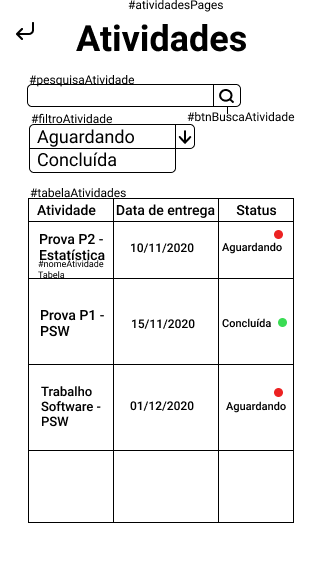 #atividadesPages
Atividades
#pesquisaAtividade
#filtroAtividade
#btnBuscaAtividade
Aguardando
Concluída
#tabelaAtividades
Atividade Data de entrega Status
Prova P2 -
Estatística
#nomeAtividade
Tabela
10/11/2020
Aguardando
Prova P1 -
PSW
15/11/2020
Concluída
Trabalho
Software -
PSW
01/12/2020
Aguardando